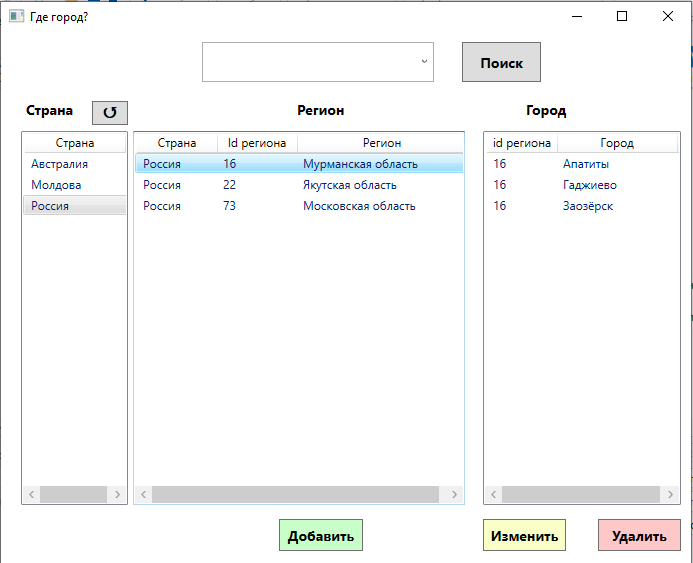 Где город?
Поиск
Страна ↺ Регион Город
Страна Страна Id региона Регион id региона Город
Австралия Россия 16 Мурманская область 16 Апатиты
Молдова Россия 22 Якутская область 16 Гаджиево
Россия Россия 73 Московская область 16 Заозёрск
Добавить Изменить Удалить